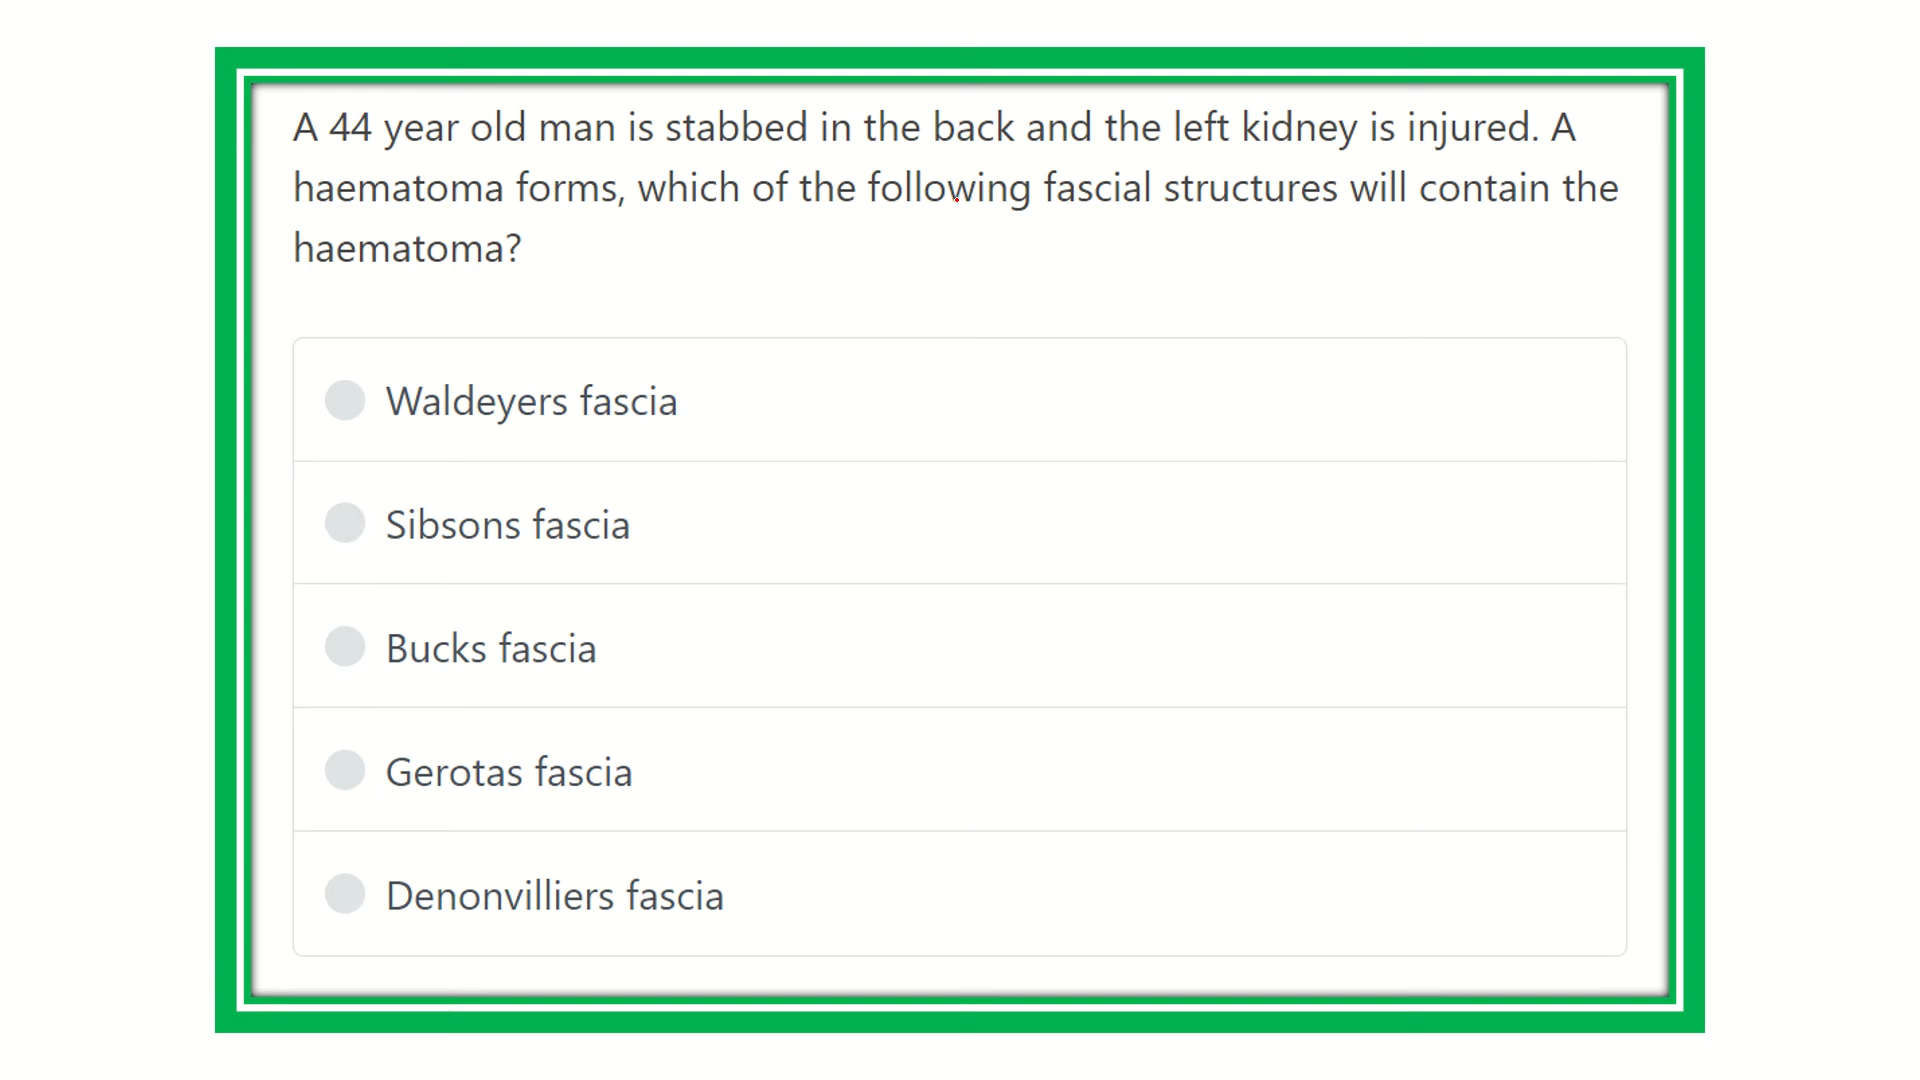 A 44 year old man is stabbed in the back and the left kidney is injured. A
haematoma forms, which of the following fascial structures will contain the
haematoma?
Waldeyers fascia
Sibsons fascia
Bucks fascia
Gerotas fascia
Denonvilliers fascia